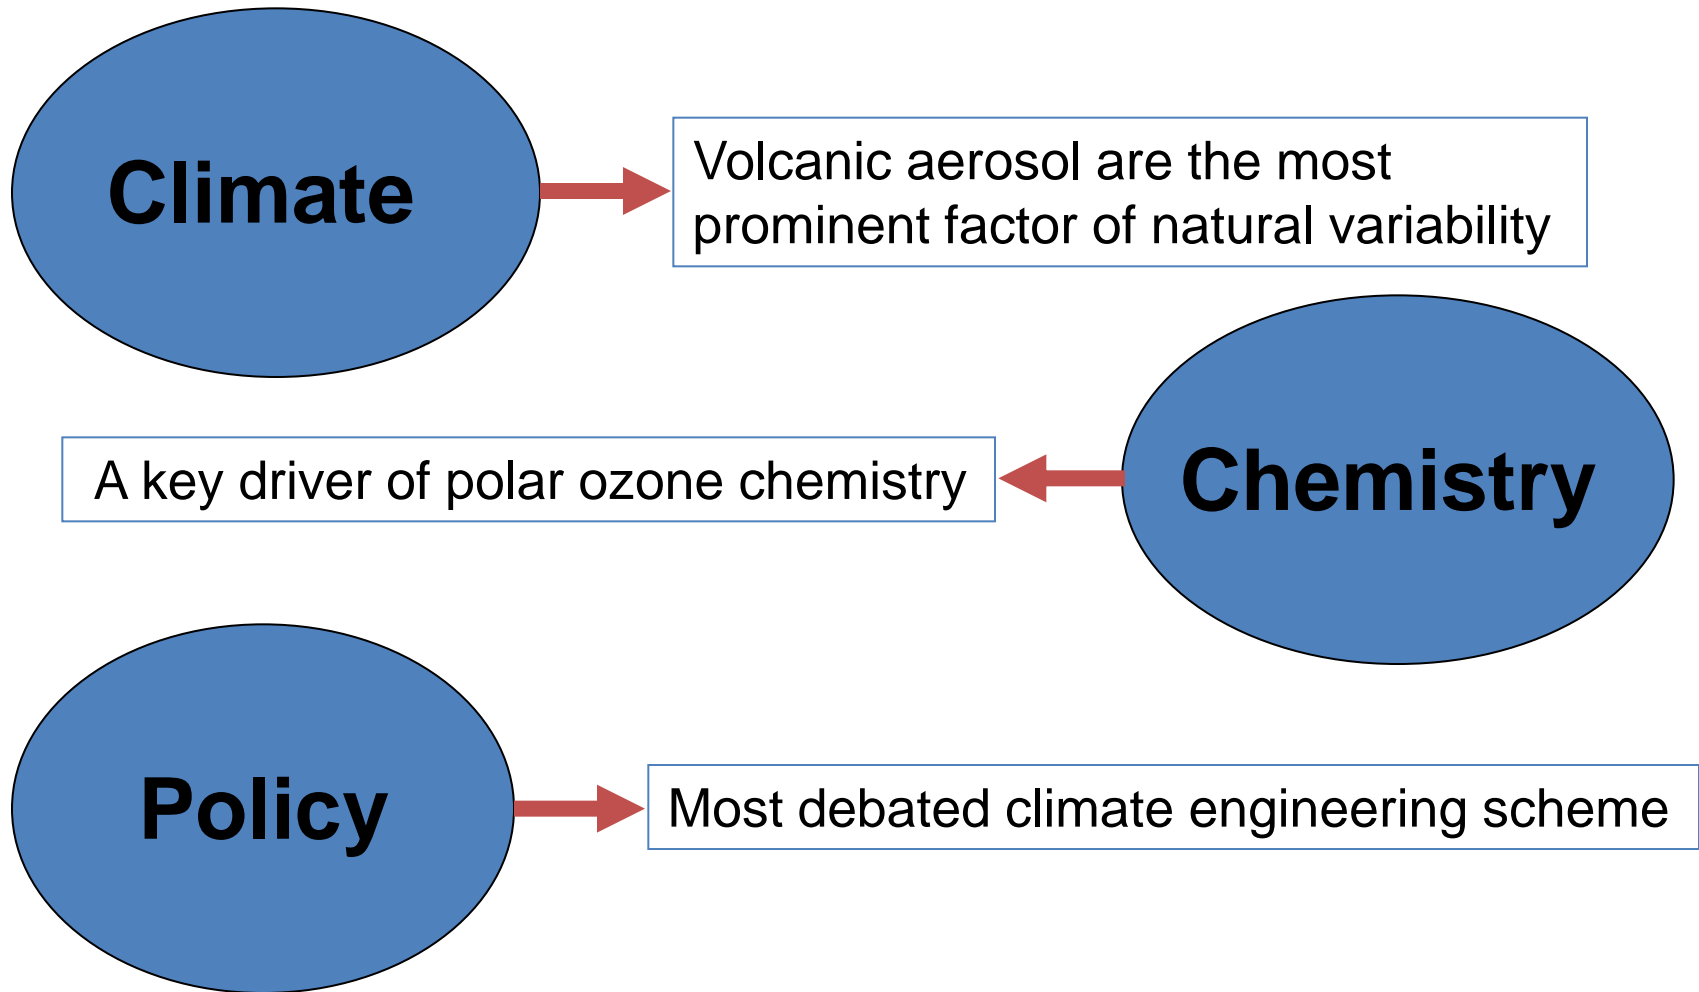 Climate
Volcanic aerosol are the most
prominent factor of natural variability
A key driver of polar ozone chemistry
Chemistry
Policy
Most debated climate engineering scheme